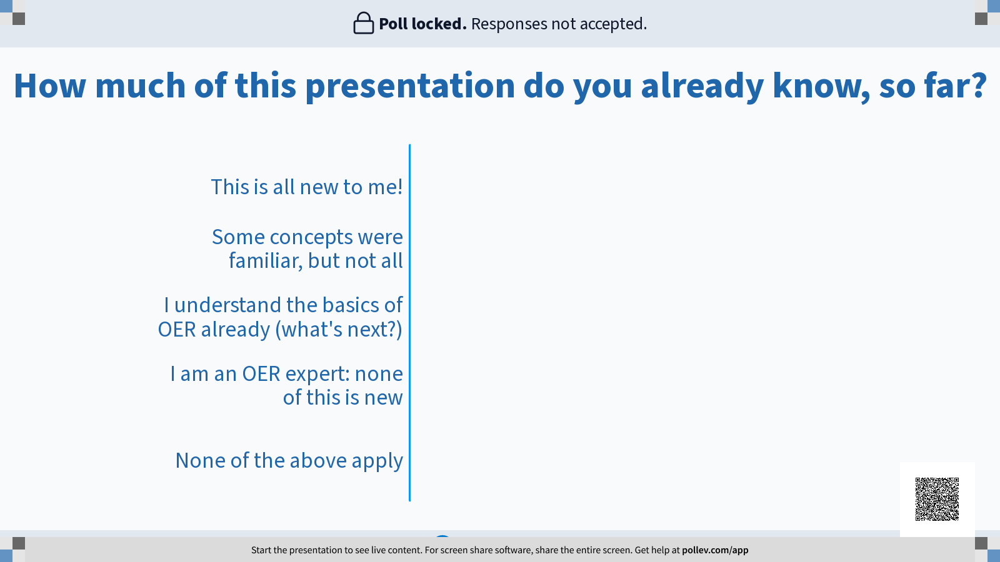 Poll locked. Responses not accepted.
How much of this presentation do you already know, so far?
This is all new to me!
Some concepts were
familiar, but not all
I understand the basics of
OER already (what's next?)
I am an OER expert: none
of this is new
None of the above apply
Start the presentation to see live content. For screen share software, share the entire screen. Get help at pollev.com/app